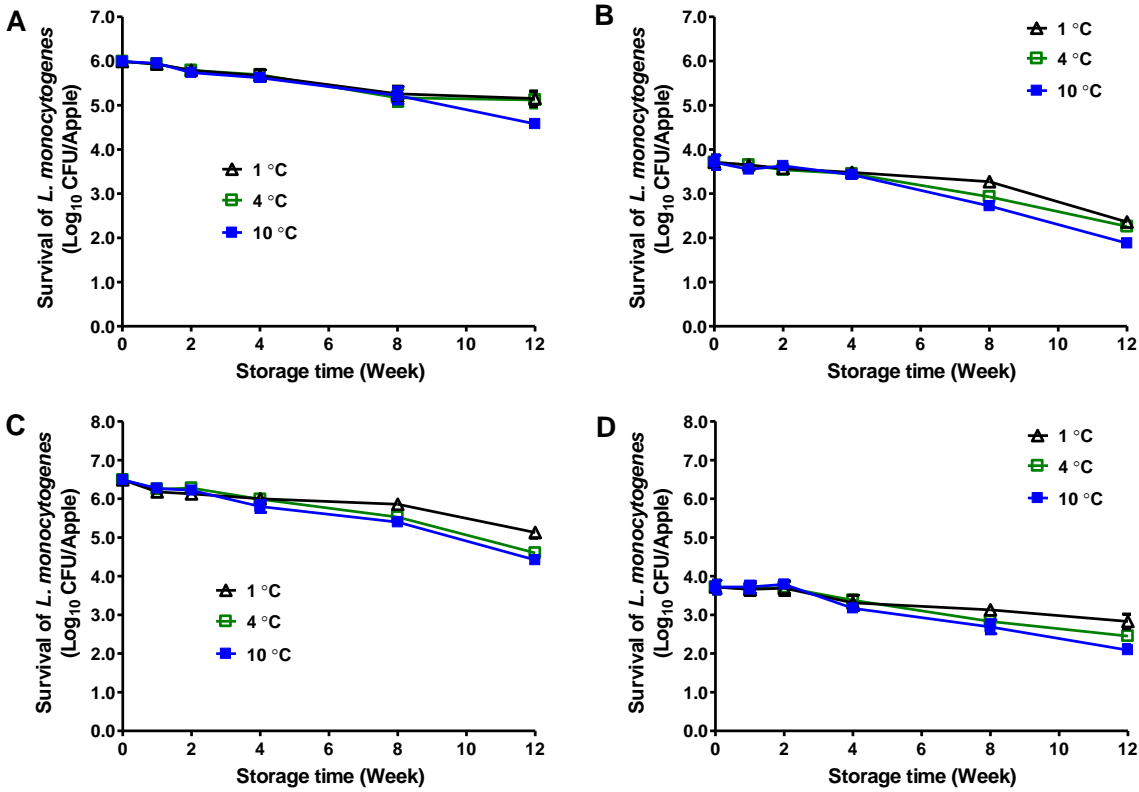 A
Survival of L. monocytogenes
(Log10 CFU/Apple)
7.0
6.0
5.0
4.0
3.0
2.0
1.0
0.0
1 °C
4 °C
10 °C
0 2 4 6 8 10 12
Storage time (Week)
B
Survival of L. monocytogenes
(Log10 CFU/Apple)
7.0
6.0
5.0
4.0
3.0
2.0
1.0
0.0
1 °C
4 °C
10 °C
0 2 4 6 8 10 12
Storage time (Week)
C
Survival of L. monocytogenes
(Log10 CFU/Apple)
8.0
7.0
6.0
5.0
4.0
3.0
2.0
1.0
0.0
1 °C
4 °C
10 °C
0 2 4 6 8 10 12
Storage time (Week)
D
Survival of L. monocytogenes
(Log10 CFU/Apple)
8.0
7.0
6.0
5.0
4.0
3.0
2.0
1.0
0.0
1 °C
4 °C
10 °C
0 2 4 6 8 10 12
Storage time (Week)